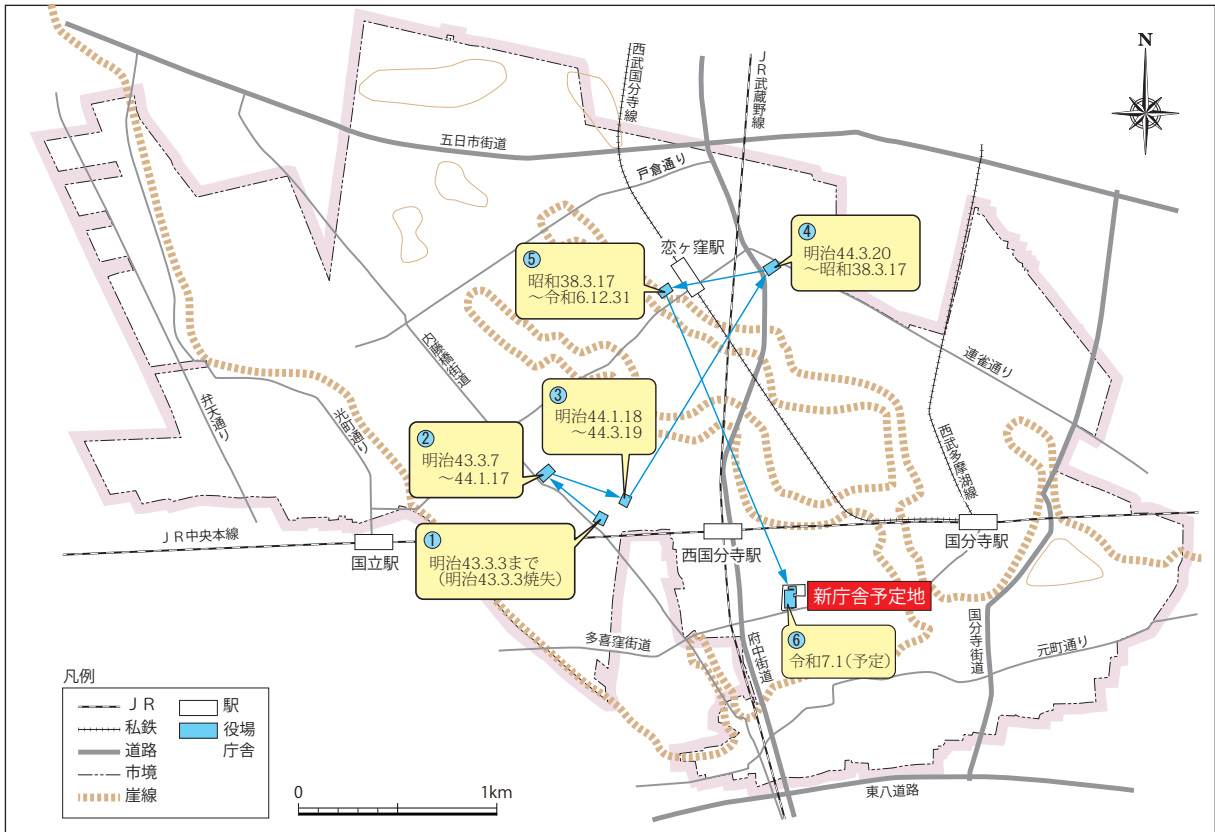 N
西武国分寺線
JR武蔵野線
五日市街道
戸倉通り
恋ヶ窪駅
④
明治44.3.20
～昭和38.3.17
⑤
昭和38.3.17
～令和6.12.31
内藤橋街道
連雀通り
③
明治44.1.18
～44.3.19
弁天通り
光町通り
②
明治43.3.7
～44.1.17
西武多摩湖線
JR中央本線
国立駅
①
明治43.3.3まで
（明治43.3.3焼失）
西国分寺駅
国分寺駅
新庁舎予定地
⑥
令和7.1（予定）
多喜窪街道
府中街道
国分寺街道
元町通り
東八道路
凡例
JR
私鉄
道路
市境
崖線
駅
役場
庁舎
0
1km